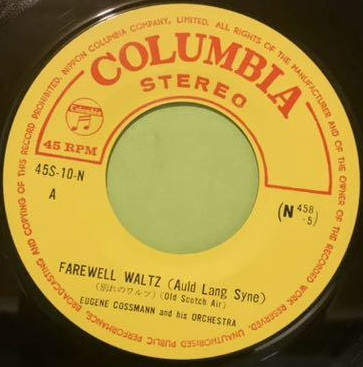 NIPPON COLUMBIA COMPANY, LIMITED. ALL RIGHTS OF THE MANUFACTURER AND OF THE OWNER OF THE RECORDED WORK RESERVED. UNAUTHORISED PUBLIC PERFORMANCE, BROADCASTING AND COPYING OF THIS RECORD PROHIBITED.
COLUMBIA
STEREO
Columbia
45 RPM
45S-10-N
A
(N 458
-5)
FAREWELL WALTZ (Auld Lang Syne)
(別れのワルツ) (Old Scotch Air)
EUGENE COSSMANN and his ORCHESTRA